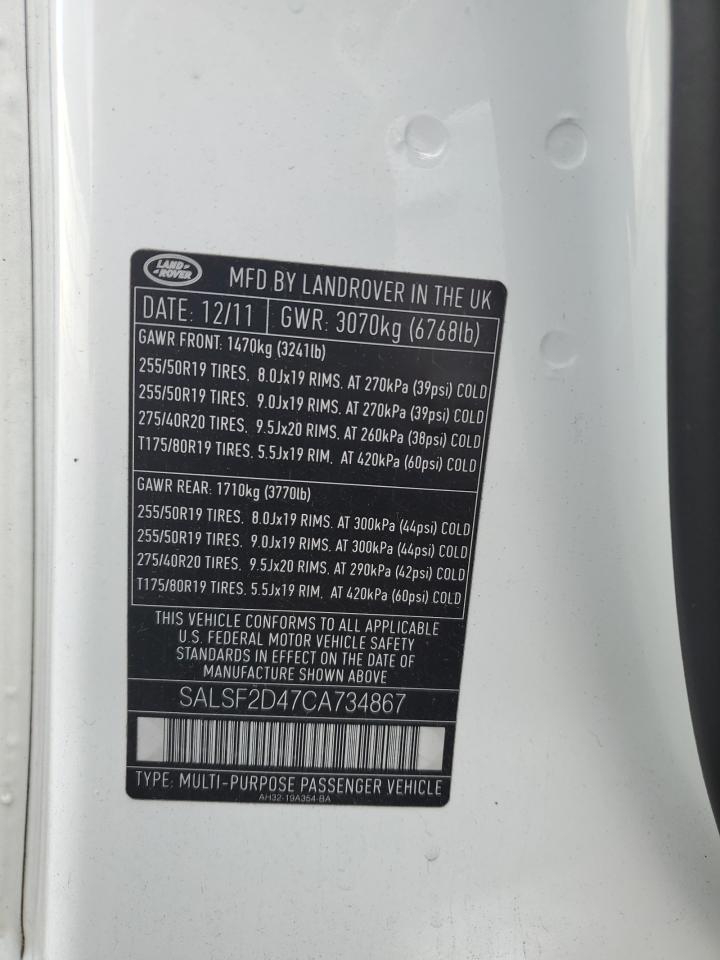 LAND
ROVER
MFD BY LANDROVER IN THE UK
DATE: 12/11 GWR: 3070kg (6768lb)
GAWR FRONT: 1470kg (3241lb)
255/50R19 TIRES. 8.0Jx19 RIMS. AT 270kPa (39psi) COLD
255/50R19 TIRES. 9.0Jx19 RIMS. AT 270kPa (39psi) COLD
275/40R20 TIRES. 9.5Jx20 RIMS. AT 260kPa (38psi) COLD
T175/80R19 TIRES. 5.5Jx19 RIM. AT 420kPa (60psi) COLD
GAWR REAR: 1710kg (3770lb)
255/50R19 TIRES. 8.0Jx19 RIMS. AT 300kPa (44psi) COLD
255/50R19 TIRES. 9.0Jx19 RIMS. AT 300kPa (44psi) COLD
275/40R20 TIRES. 9.5Jx20 RIMS. AT 290kPa (42psi) COLD
T175/80R19 TIRES. 5.5Jx19 RIM. AT 420kPa (60psi) COLD
THIS VEHICLE CONFORMS TO ALL APPLICABLE
U.S. FEDERAL MOTOR VEHICLE SAFETY
STANDARDS IN EFFECT ON THE DATE OF
MANUFACTURE SHOWN ABOVE
SALSF2D47CA734867
TYPE: MULTI-PURPOSE PASSENGER VEHICLE
AH32-19A354-BA